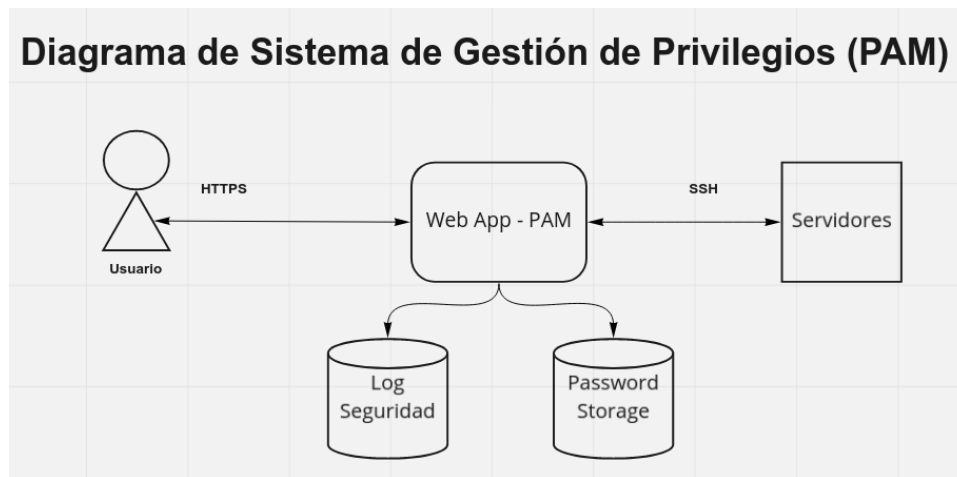 Diagrama de Sistema de Gestión de Privilegios (PAM)
HTTPS
SSH
Web App - PAM
Servidores
Usuario
Log
Seguridad
Password
Storage